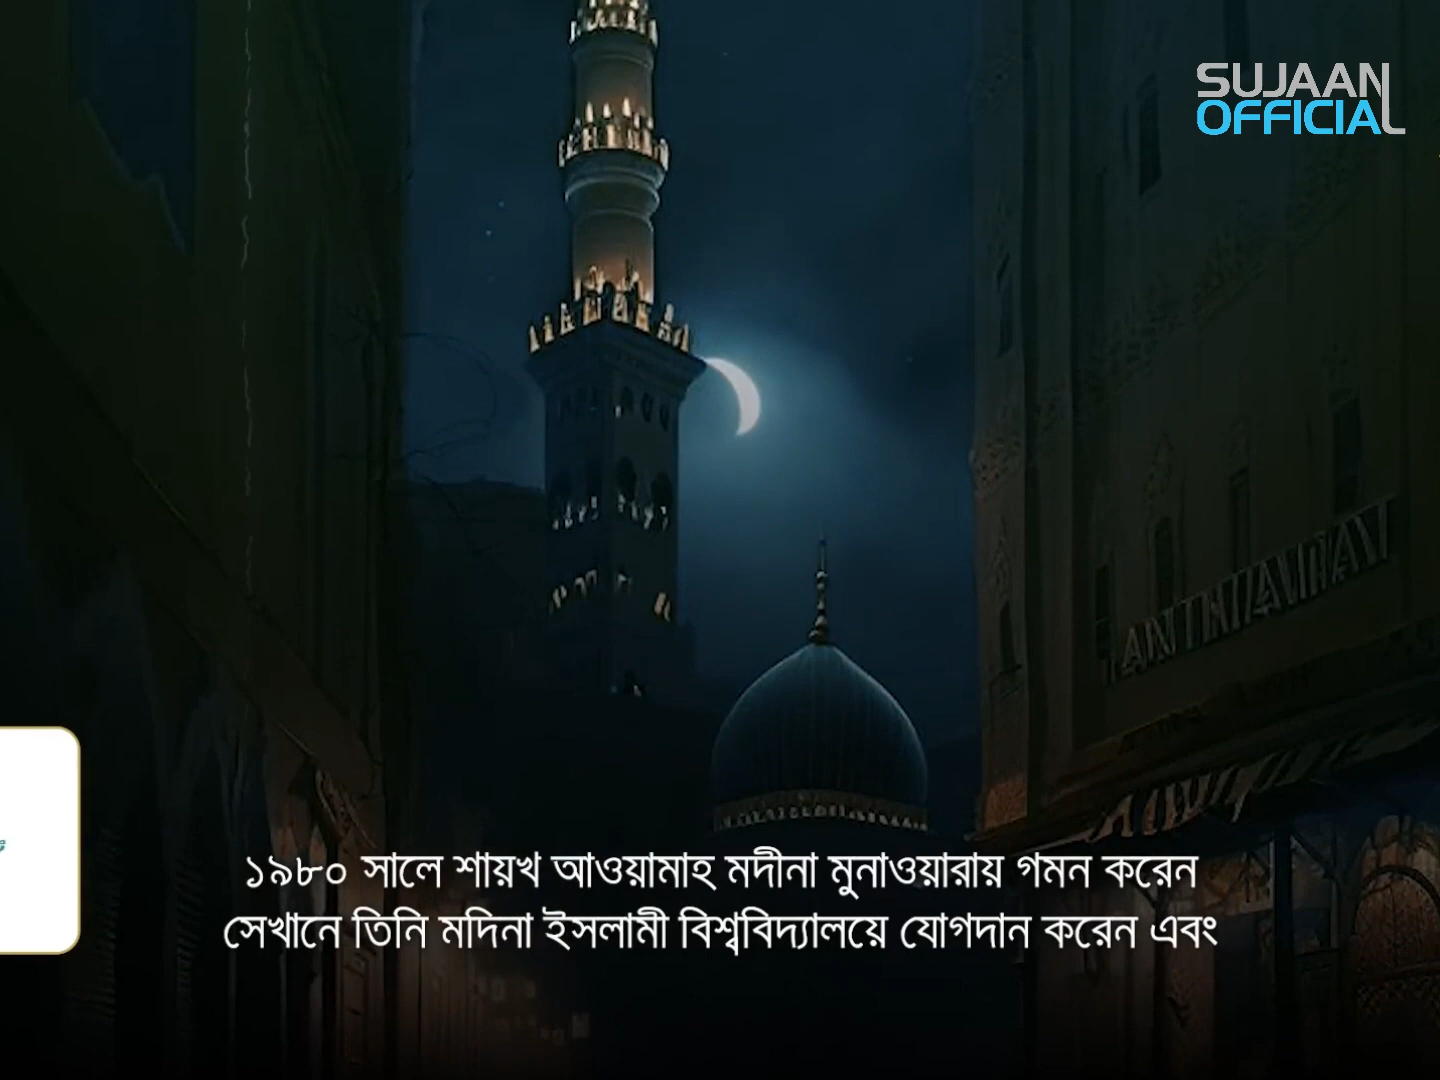 SUJAAN
OFFICIAL
১৯৮০ সালে শায়খ আওয়ামাহ মদীনা মুনাওয়ারায় গমন করেন
সেখানে তিনি মদিনা ইসলামী বিশ্ববিদ্যালয়ে যোগদান করেন এবং